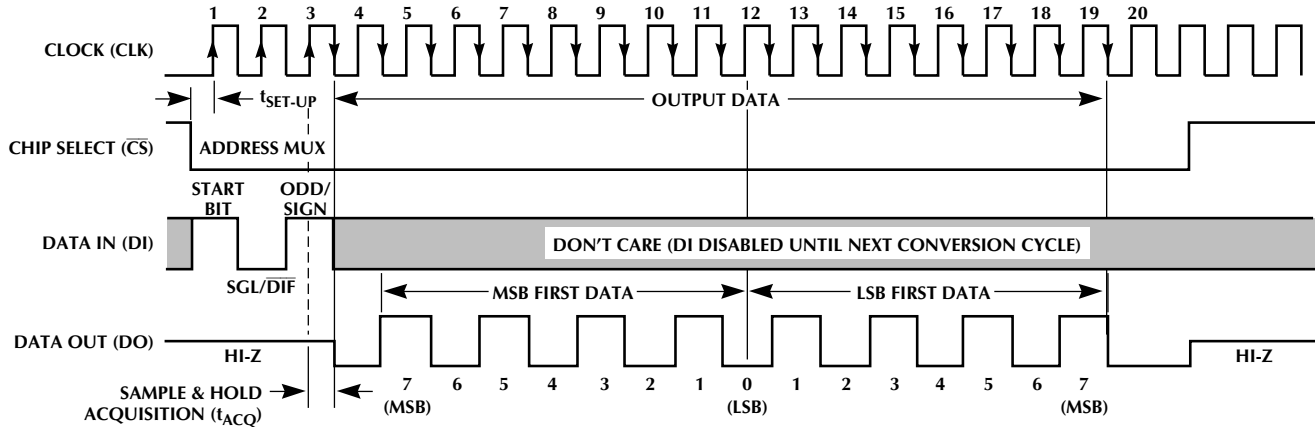 1 2 3 4 5 6 7 8 9 10 11 12 13 14 15 16 17 18 19 20
CLOCK (CLK)
tSET-UP
OUTPUT DATA
CHIP SELECT (C̅S̅)
ADDRESS MUX
START
BIT
ODD/
SIGN
DATA IN (DI)
DON'T CARE (DI DISABLED UNTIL NEXT CONVERSION CYCLE)
SGL/D̅I̅F̅
MSB FIRST DATA
LSB FIRST DATA
DATA OUT (DO)
HI-Z
HI-Z
7 6 5 4 3 2 1 0 1 2 3 4 5 6 7
(MSB) (LSB) (MSB)
SAMPLE & HOLD
ACQUISITION (tACQ)